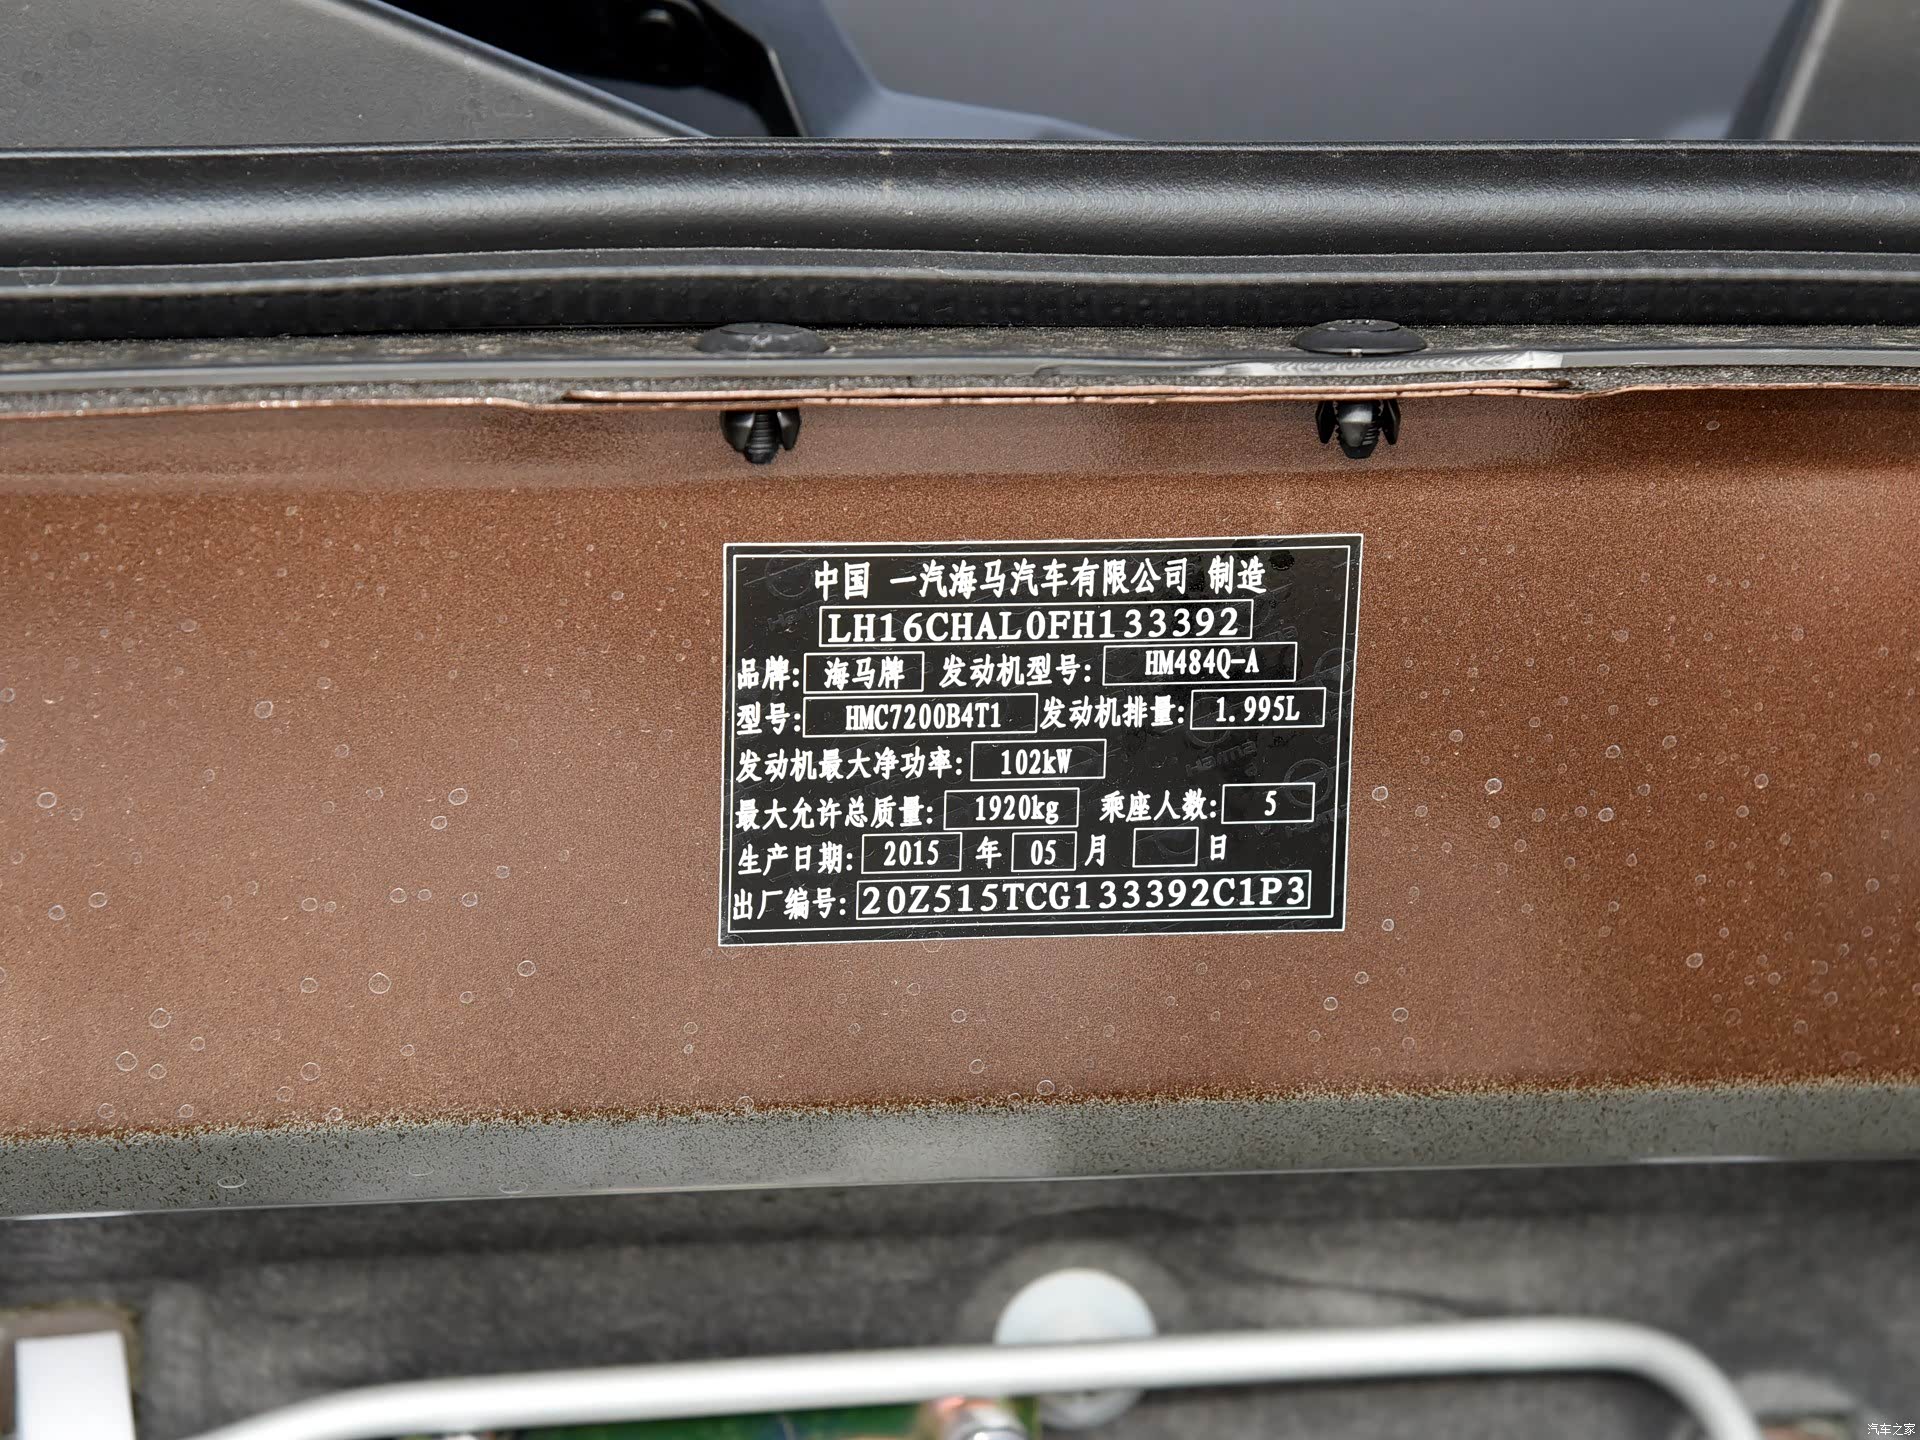 中国 一汽海马汽车有限公司 制造
LH16CHAL0FH133392
品牌: 海马牌 发动机型号: HM484Q-A
型号: HMC7200B4T1 发动机排量: 1.995L
发动机最大净功率: 102kW
最大允许总质量: 1920kg 乘座人数: 5
生产日期: 2015 年 05 月 日
出厂编号: 20Z515TCG133392C1P3
Haima
汽车之家